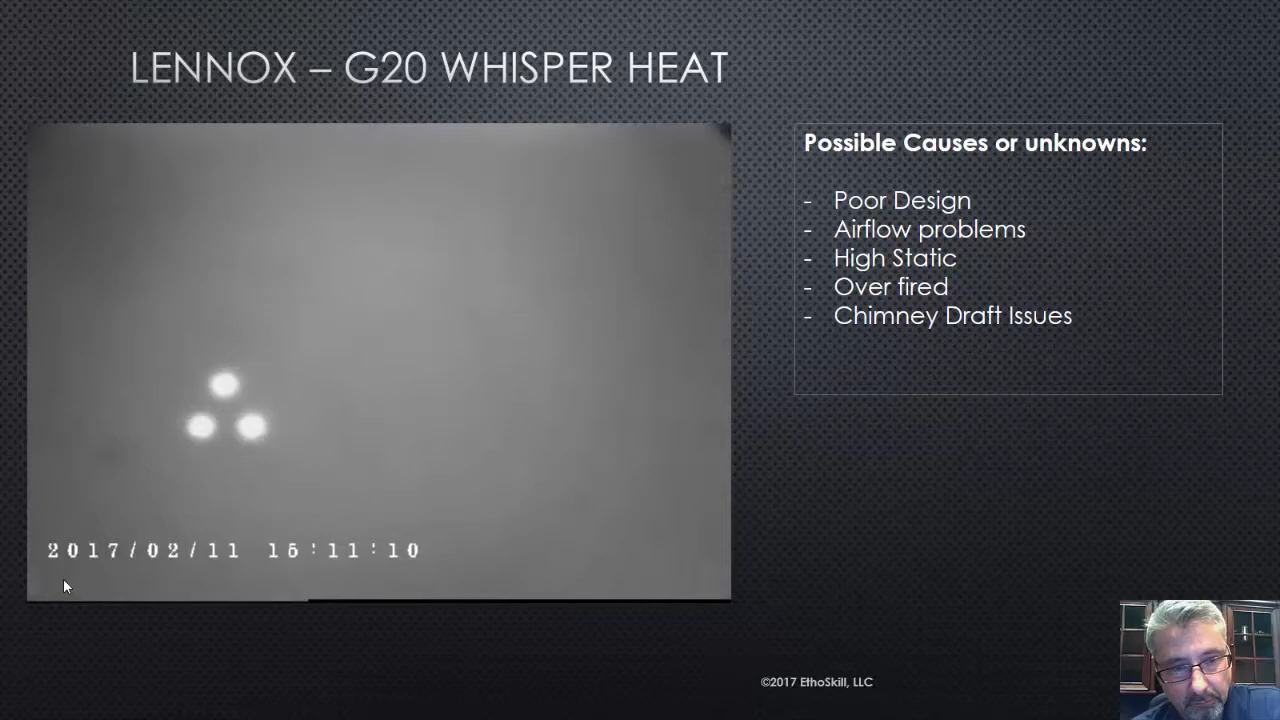 LENNOX – G20 WHISPER HEAT
Possible Causes or unknowns:
- Poor Design
- Airflow problems
- High Static
- Over fired
- Chimney Draft Issues
2017/02/11 15:11:10
©2017 EthoSkill, LLC